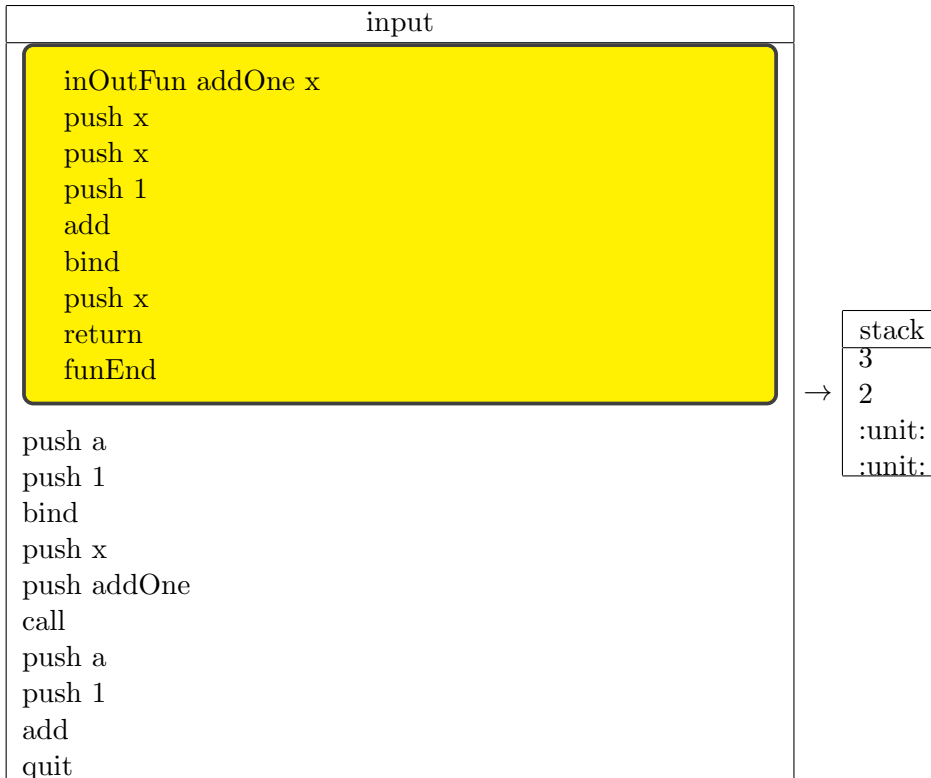 input
inOutFun addOne x
push x
push x
push 1
add
bind
push x
return
funEnd
push a
push 1
bind
push x
push addOne
call
push a
push 1
add
quit
→
stack
3
2
:unit:
:unit: